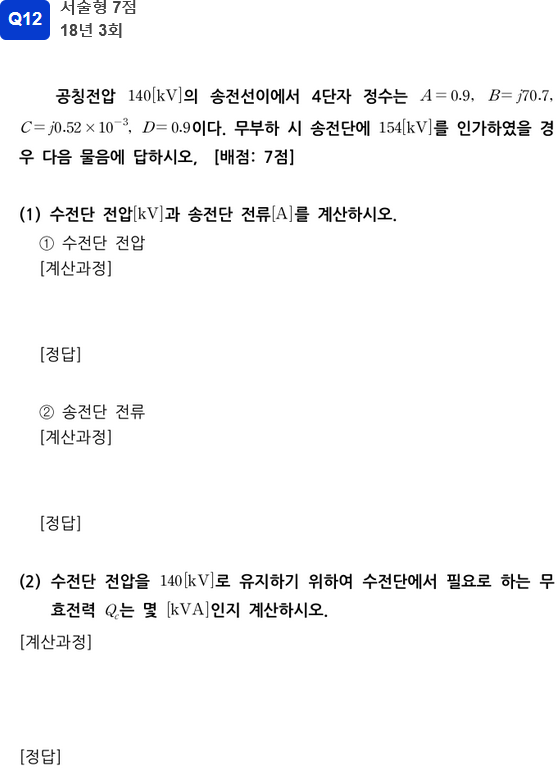 Q12
서술형 7점
18년 3회
공칭전압 140[kV]의 송전선이에서 4단자 정수는 A=0.9, B=j70.7,
C=j0.52×10⁻³, D=0.9이다. 무부하 시 송전단에 154[kV]를 인가하였을 경
우 다음 물음에 답하시오, [배점: 7점]
(1) 수전단 전압[kV]과 송전단 전류[A]를 계산하시오.
① 수전단 전압
[계산과정]
[정답]
② 송전단 전류
[계산과정]
[정답]
(2) 수전단 전압을 140[kV]로 유지하기 위하여 수전단에서 필요로 하는 무
효전력 Q꜀는 몇 [kVA]인지 계산하시오.
[계산과정]
[정답]